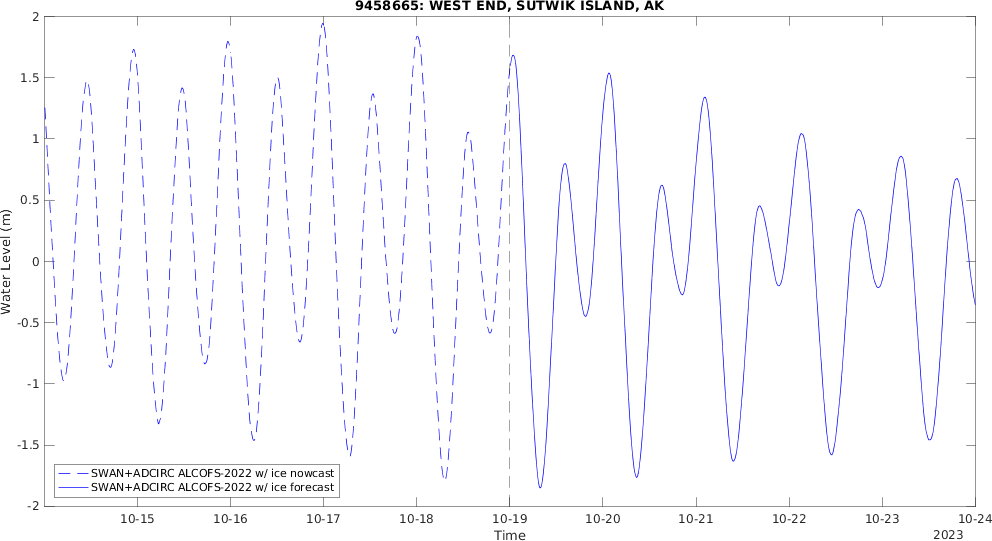 9458665: WEST END, SUTWIK ISLAND, AK
2
1.5
1
0.5
0
-0.5
-1
-1.5
-2
Water Level (m)
SWAN+ADCIRC ALCOFS-2022 w/ ice nowcast
SWAN+ADCIRC ALCOFS-2022 w/ ice forecast
10-15 10-16 10-17 10-18 10-19 10-20 10-21 10-22 10-23 10-24
Time
2023